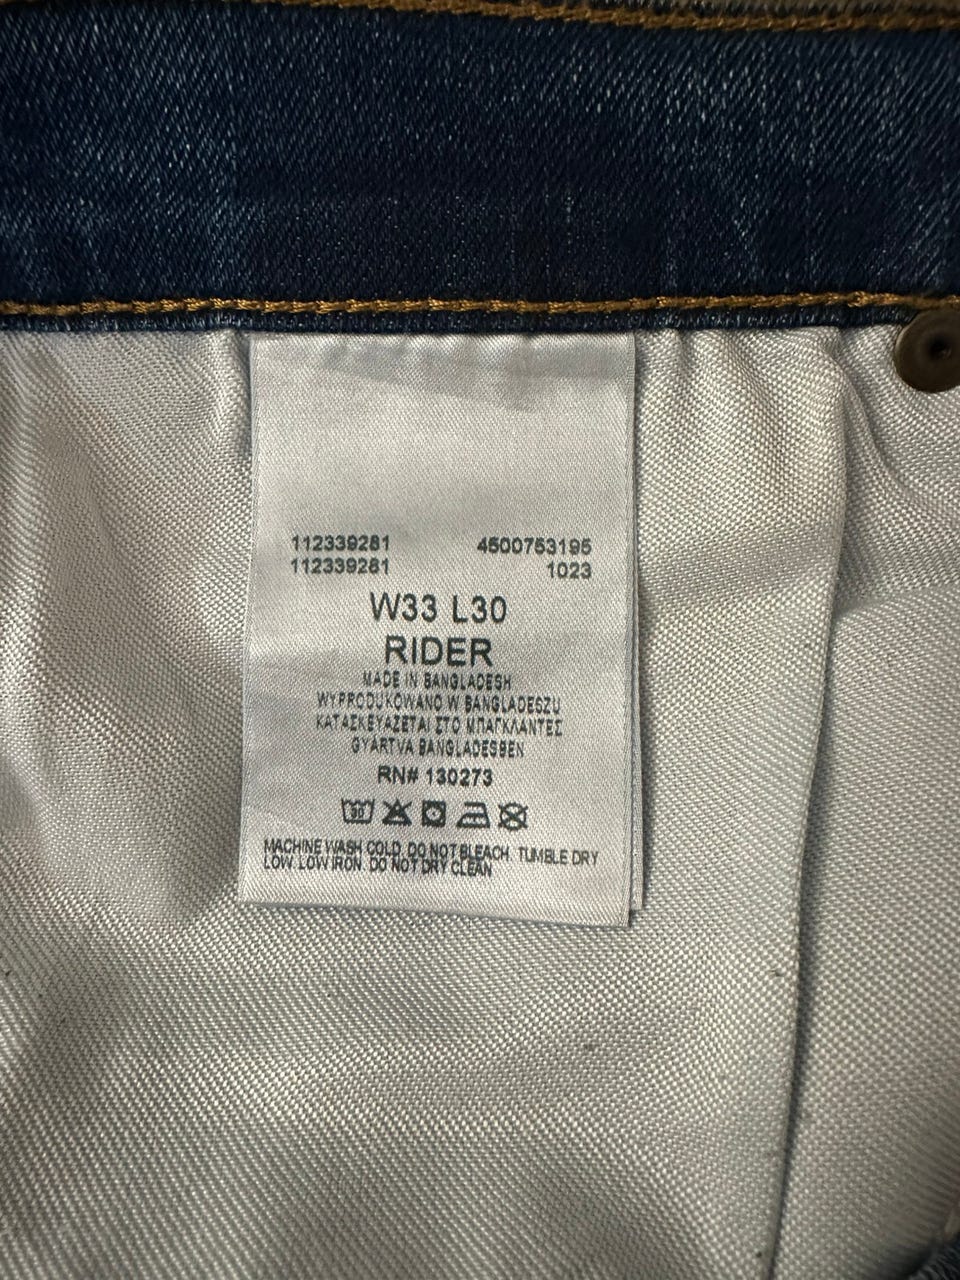 112339281 4500753195
112339281 1023
W33 L30
RIDER
MADE IN BANGLADESH
WYPRODUKOWANO W BANGLADESZU
ΚΑΤΑΣΚΕΥΑΖΕΤΑΙ ΣΤΟ ΜΠΑΓΚΛΑΝΤΕΣ
GYÁRTVA BANGLADESBEN
RN# 130273
30
MACHINE WASH COLD DO NOT BLEACH TUMBLE DRY
LOW LOW IRON DO NOT DRY CLEAN